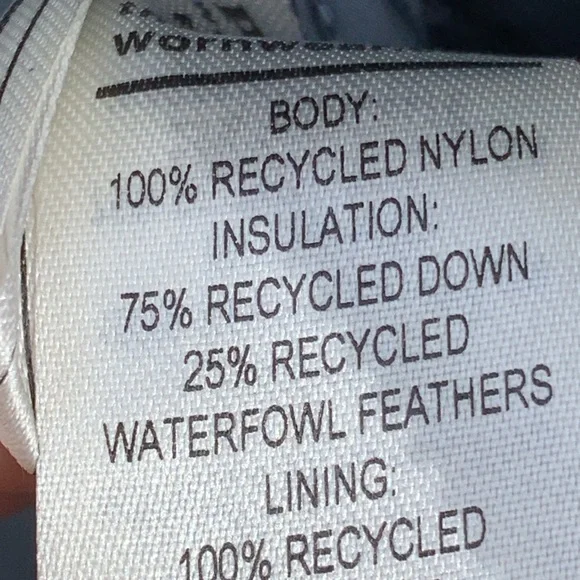 BODY:
100% RECYCLED NYLON
INSULATION:
75% RECYCLED DOWN
25% RECYCLED
WATERFOWL FEATHERS
LINING:
100% RECYCLED